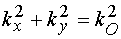 k_x^2 + k_y^2 = k_O^2